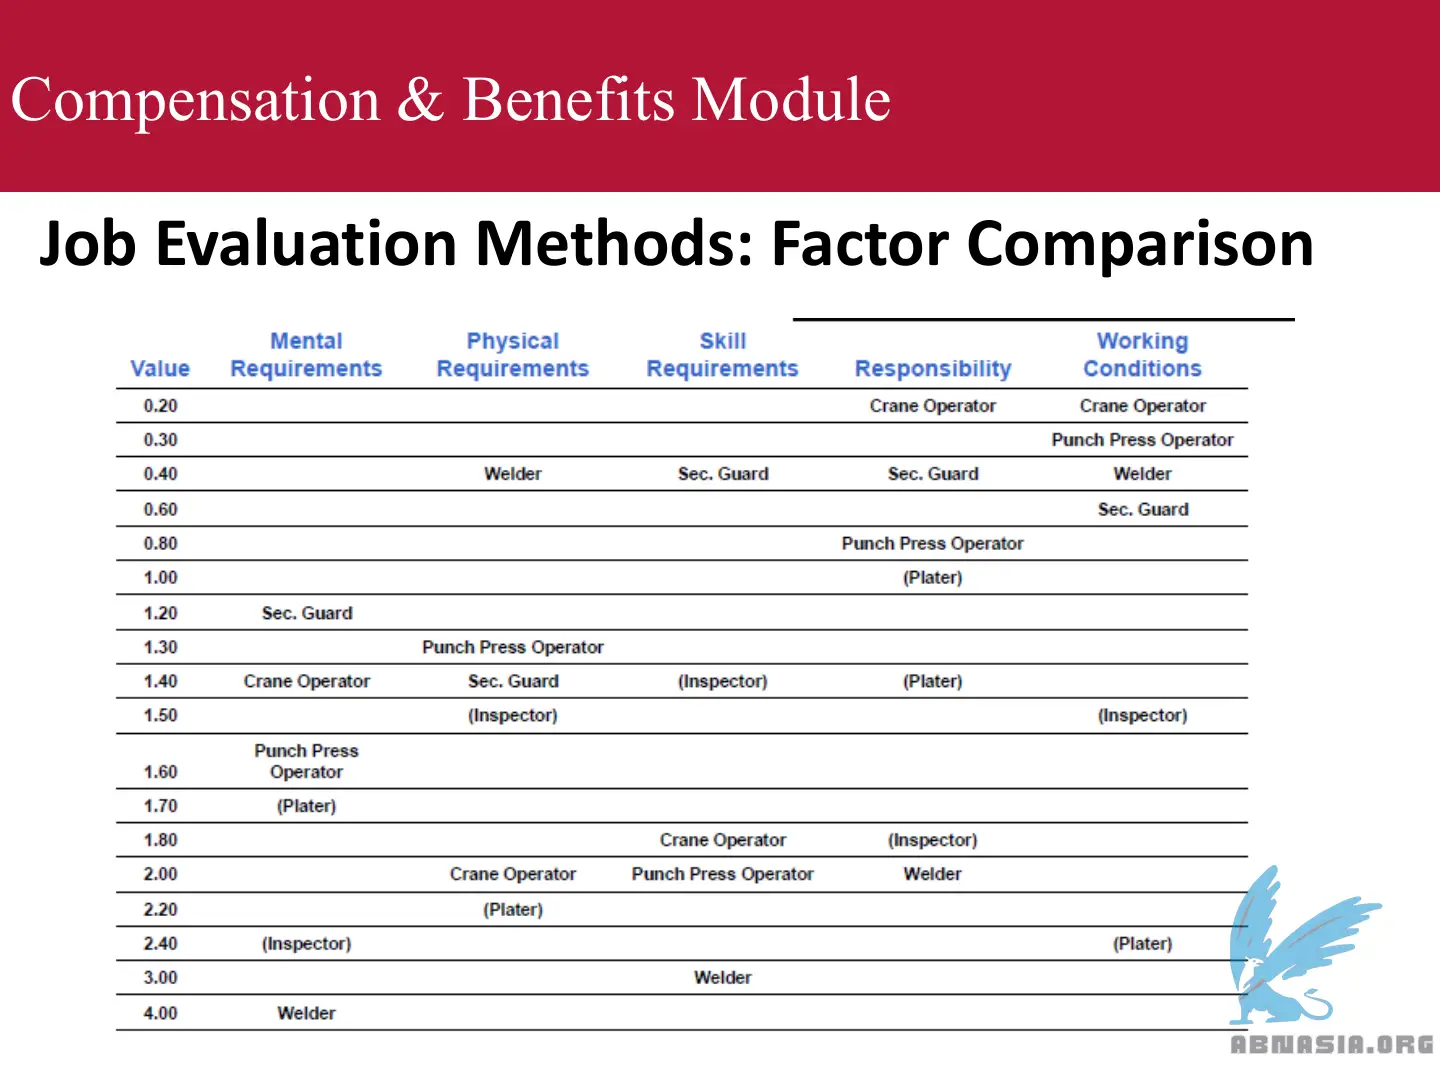 Compensation & Benefits Module
Job Evaluation Methods: Factor Comparison
Mental Physical Skill Working
Value Requirements Requirements Requirements Responsibility Conditions
0.20 Crane Operator Crane Operator
0.30 Punch Press Operator
0.40 Welder Sec. Guard Sec. Guard Welder
0.60 Sec. Guard
0.80 Punch Press Operator
1.00 (Plater)
1.20 Sec. Guard
1.30 Punch Press Operator
1.40 Crane Operator Sec. Guard (Inspector) (Plater)
1.50 (Inspector) (Inspector)
Punch Press
1.60 Operator
1.70 (Plater)
1.80 Crane Operator (Inspector)
2.00 Crane Operator Punch Press Operator Welder
2.20 (Plater)
2.40 (Inspector) (Plater)
3.00 Welder
4.00 Welder
ABNASIA.ORG